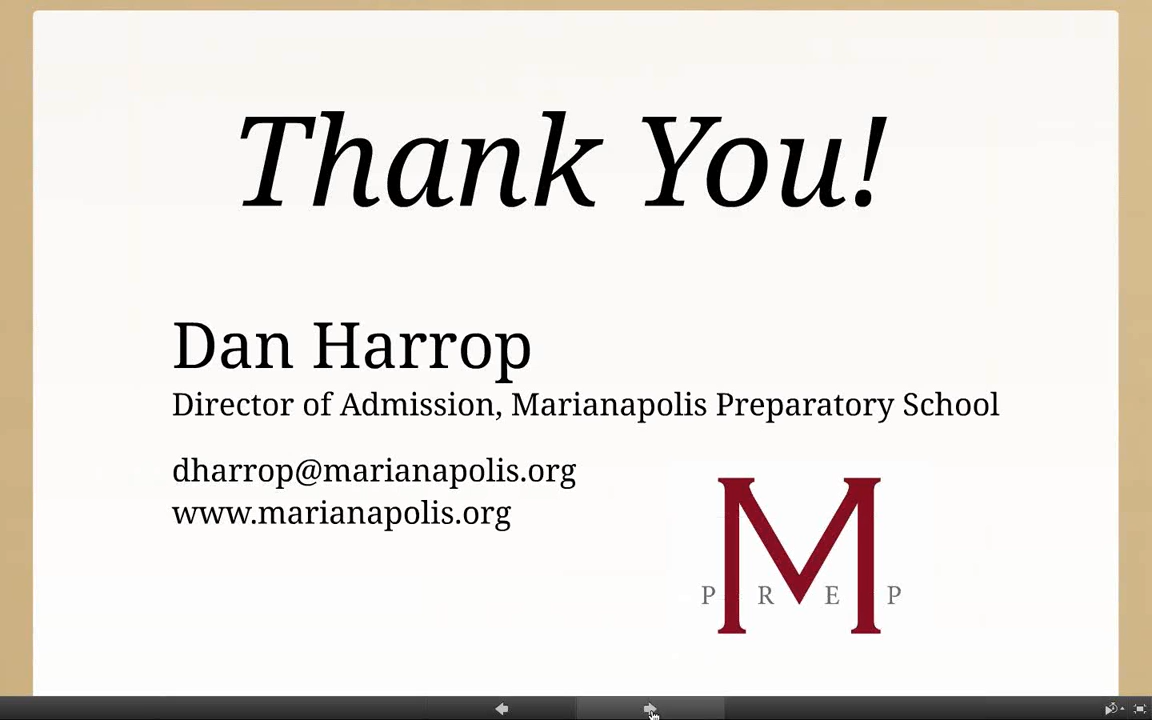 Thank You!
Dan Harrop
Director of Admission, Marianapolis Preparatory School
dharrop@marianapolis.org
www.marianapolis.org
M
P R E P